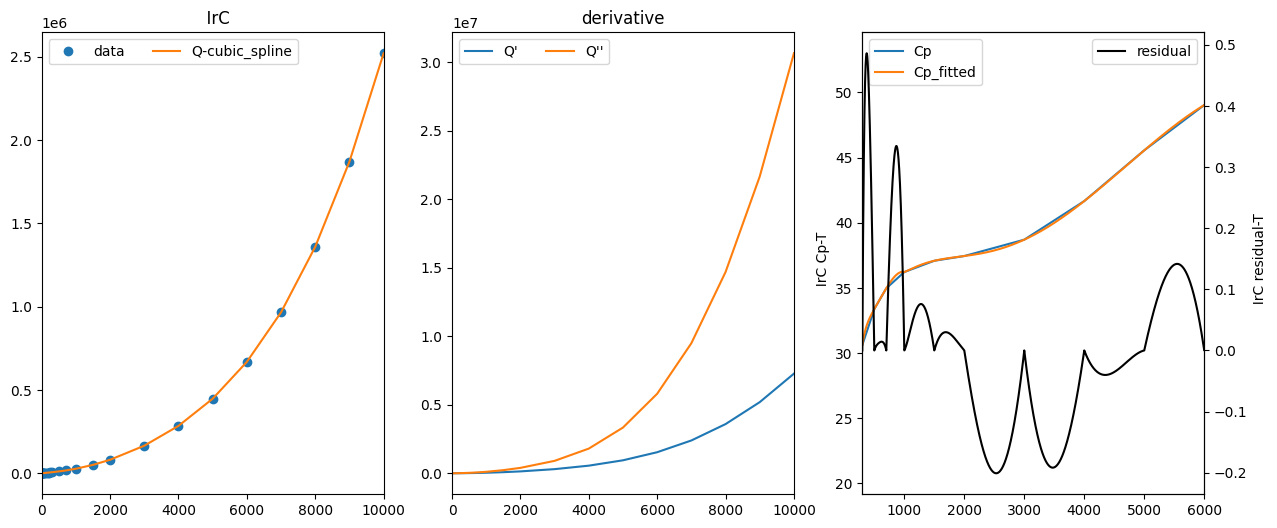 IrC
1e6
data
Q-cubic_spline
2.5
2.0
1.5
1.0
0.5
0.0
0 2000 4000 6000 8000 10000
derivative
1e7
Q'
Q''
3.0
2.5
2.0
1.5
1.0
0.5
0.0
0 2000 4000 6000 8000 10000
Cp
Cp_fitted
residual
IrC Cp-T
50
45
40
35
30
25
20
1000 2000 3000 4000 5000 6000
0.5
0.4
0.3
0.2
0.1
0.0
−0.1
−0.2
IrC residual-T